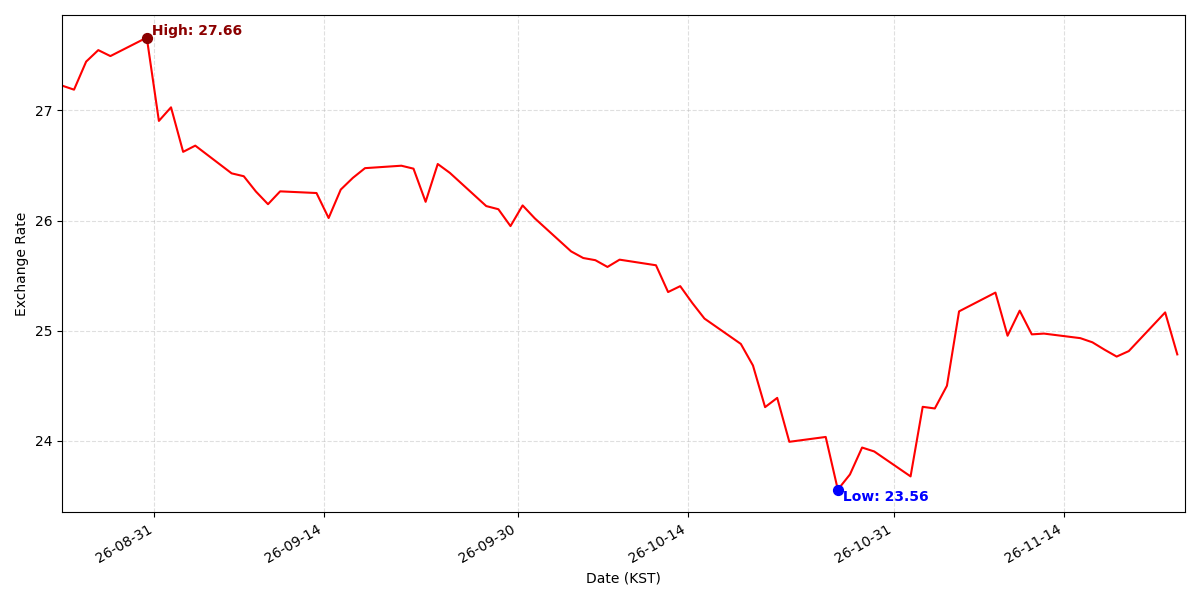 High: 27.66
27
26
25
24
Exchange Rate
Low: 23.56
26-08-31
26-09-14
26-09-30
26-10-14
26-10-31
26-11-14
Date (KST)